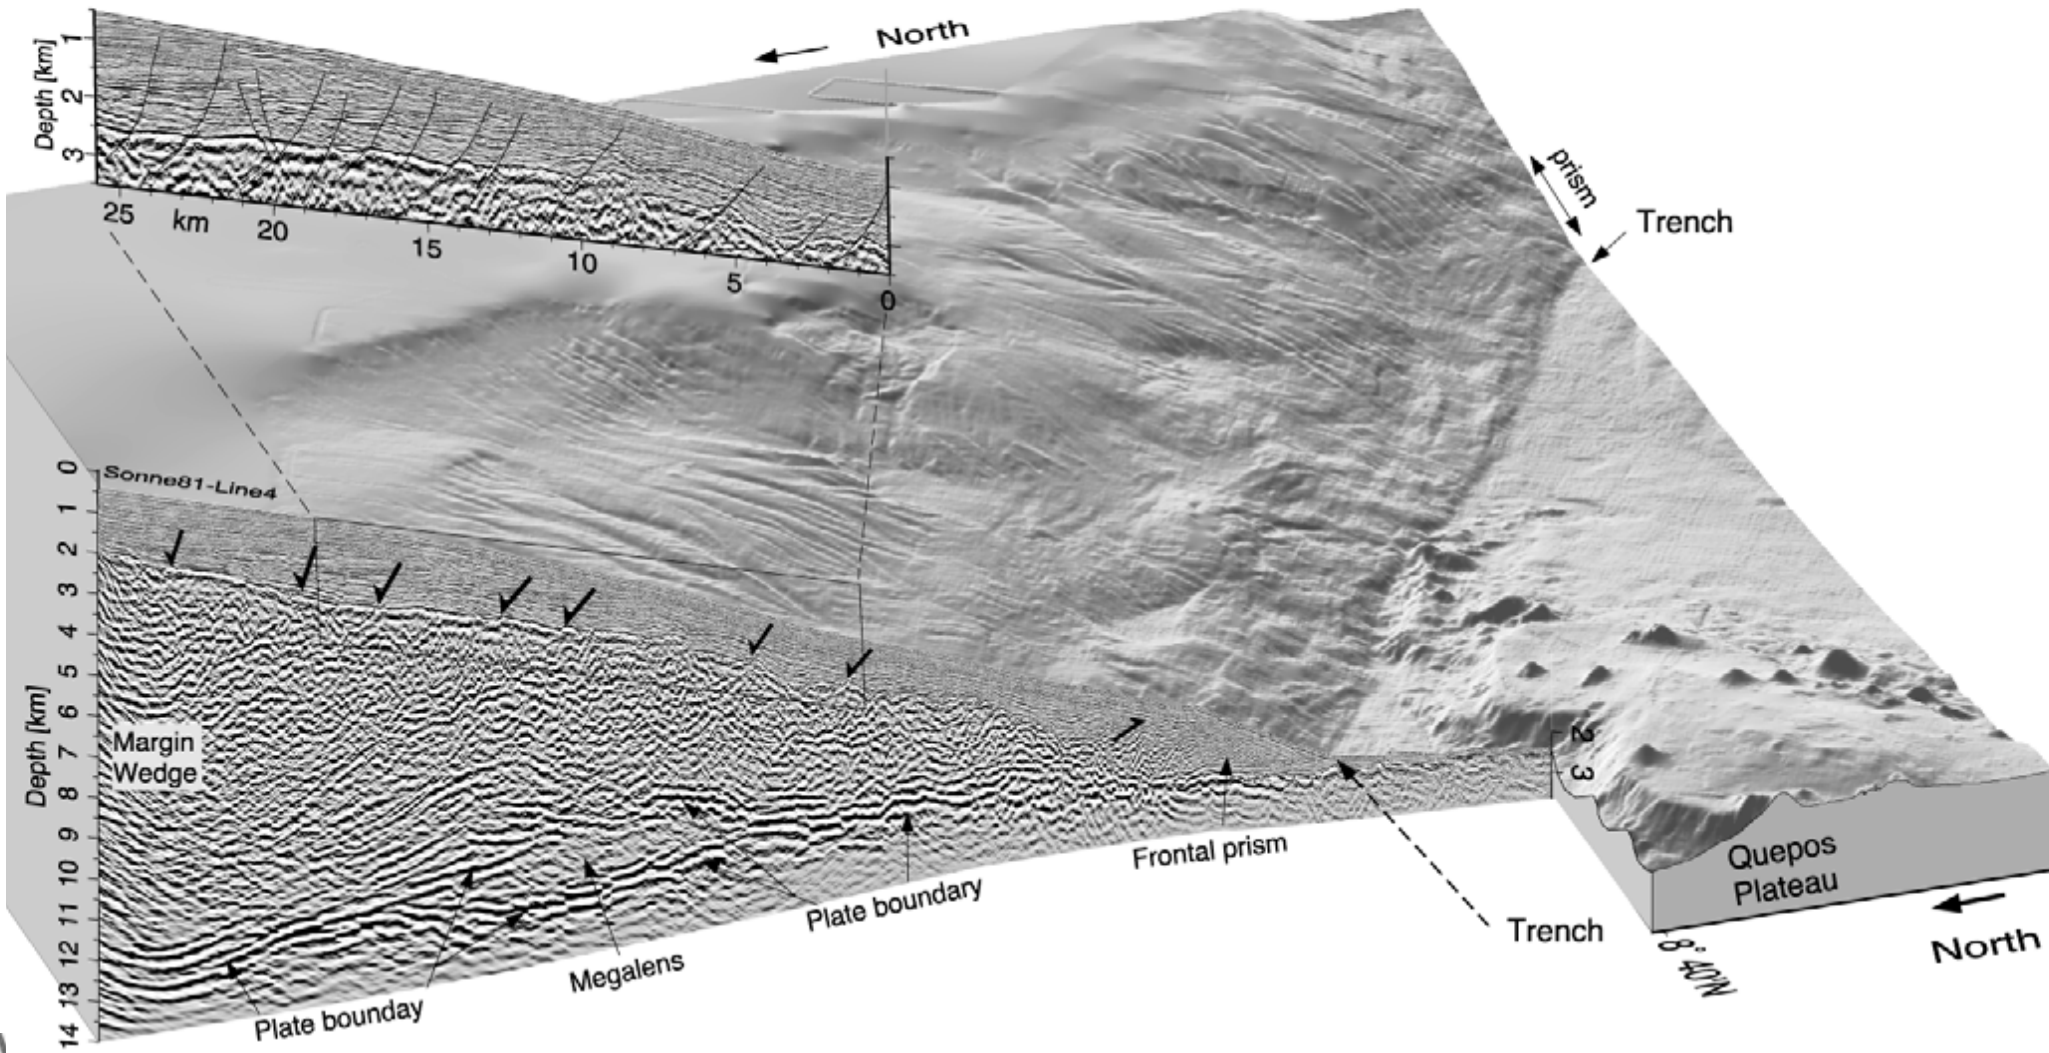 North
Depth [km]
1
2
3
25
km
20
15
10
5
0
prism
Trench
Sonne81-Line4
Depth [km]
0
1
2
3
4
5
6
7
8
9
10
11
12
13
14
Margin
Wedge
2
3
Frontal prism
Plate boundary
Trench
Megalens
Plate bounday
Quepos
Plateau
North
8° 40'N